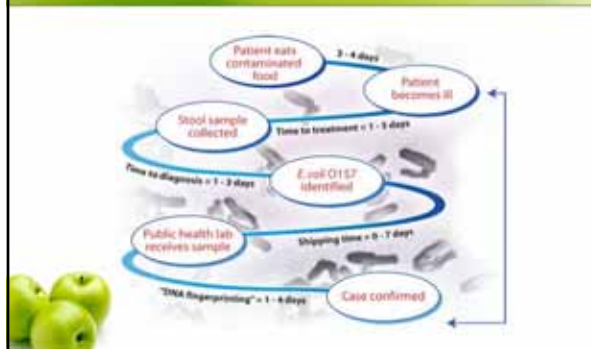 Patient eats
contaminated
food
3 - 4 days
Patient
becomes ill
Time to treatment = 1 - 5 days
Stool sample
collected
Time to diagnosis = 1 - 3 days
E.coli O157
identified
Shipping time = 0 - 7 days
Public health lab
receives sample
"DNA fingerprinting" = 1 - 4 days
Case confirmed